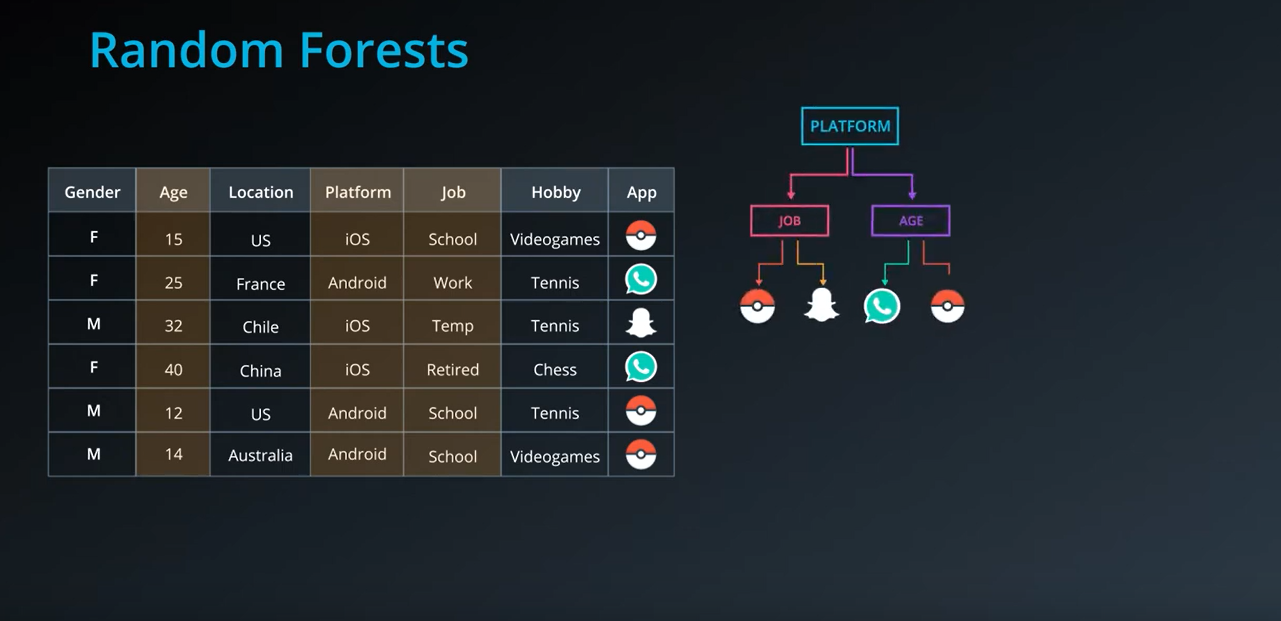 Random Forests
PLATFORM
JOB AGE
Gender Age Location Platform Job Hobby App
F 15 US iOS School Videogames
F 25 France Android Work Tennis
M 32 Chile iOS Temp Tennis
F 40 China iOS Retired Chess
M 12 US Android School Tennis
M 14 Australia Android School Videogames